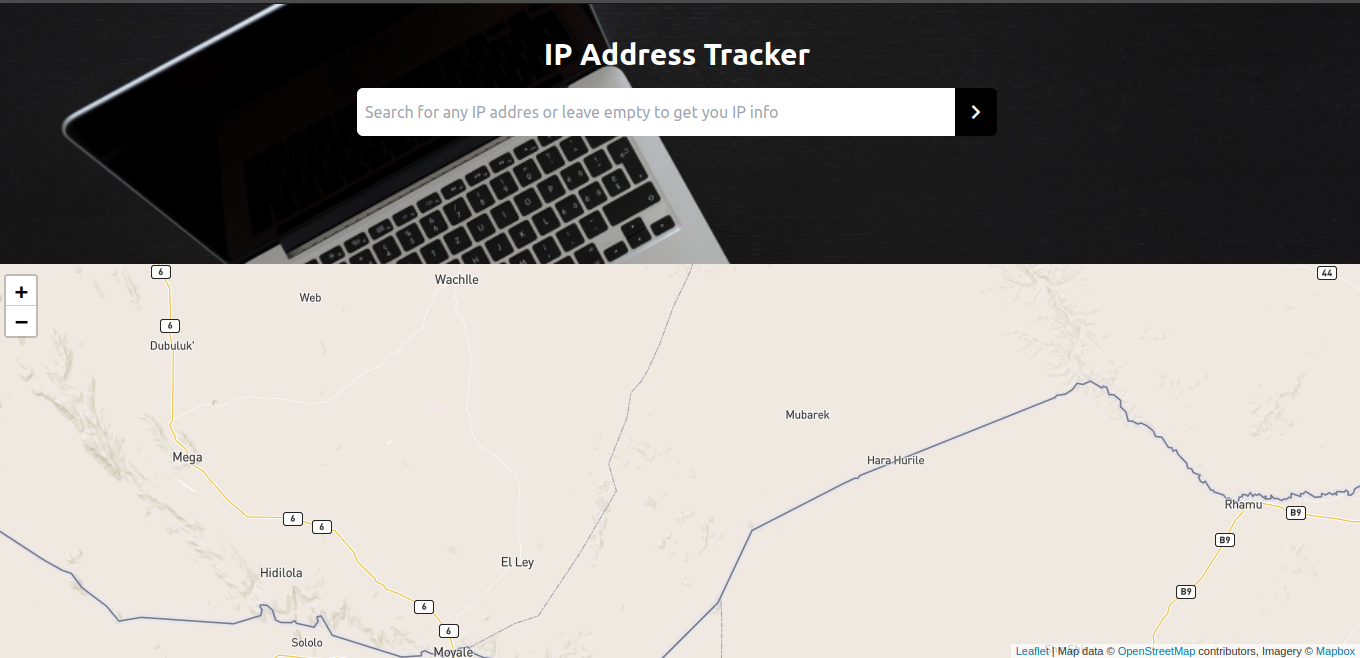 IP Address Tracker
Search for any IP addres or leave empty to get you IP info
+
−
6
Wachlle
44
Web
6
Dubuluk'
Mubarek
Mega
Hara Hurile
Rhamu
B9
6
6
B9
El Ley
Hidilola
B9
6
6
Sololo
Moyale
Leaflet | Map data © OpenStreetMap contributors, Imagery © Mapbox